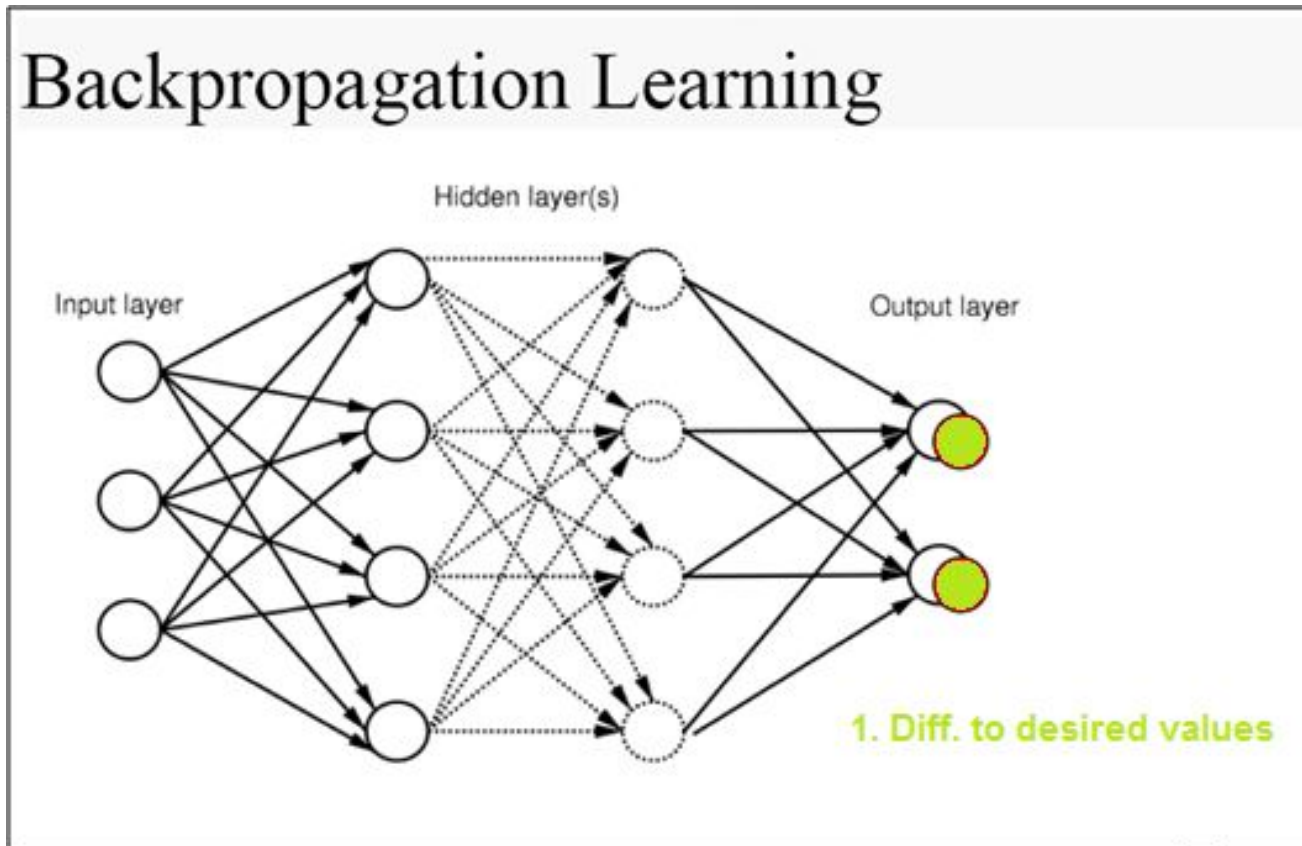 Backpropagation Learning
Hidden layer(s)
Input layer
Output layer
1. Diff. to desired values